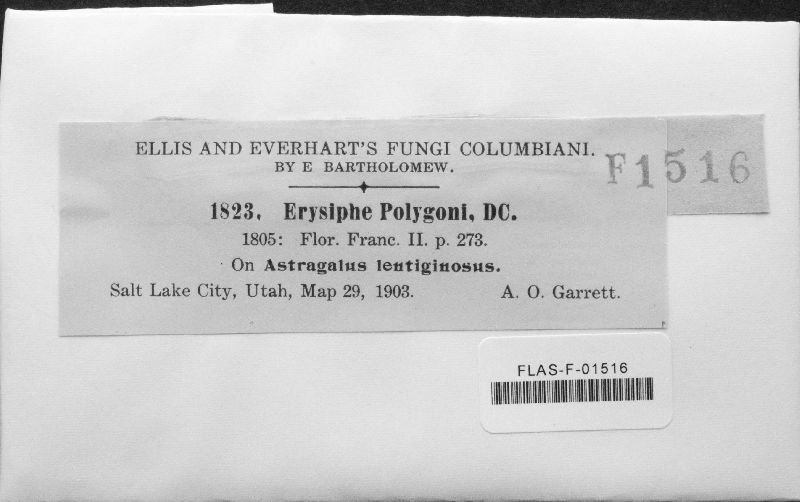 ELLIS AND EVERHART'S FUNGI COLUMBIANI.
BY E BARTHOLOMEW.
F1516
1823. Erysiphe Polygoni, DC.
1805: Flor. Franc. II. p. 273.
On Astragalus lentiginosus.
Salt Lake City, Utah, Map 29, 1903. A. O. Garrett.
FLAS-F-01516